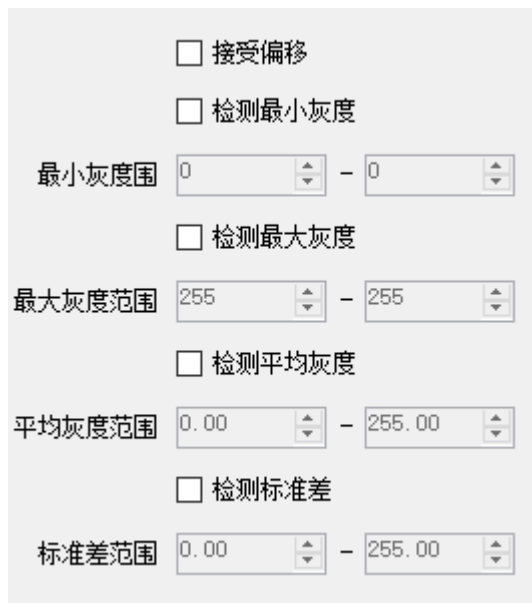 接受偏移
检测最小灰度
最小灰度围 0 - 0
检测最大灰度
最大灰度范围 255 - 255
检测平均灰度
平均灰度范围 0.00 - 255.00
检测标准差
标准差范围 0.00 - 255.00